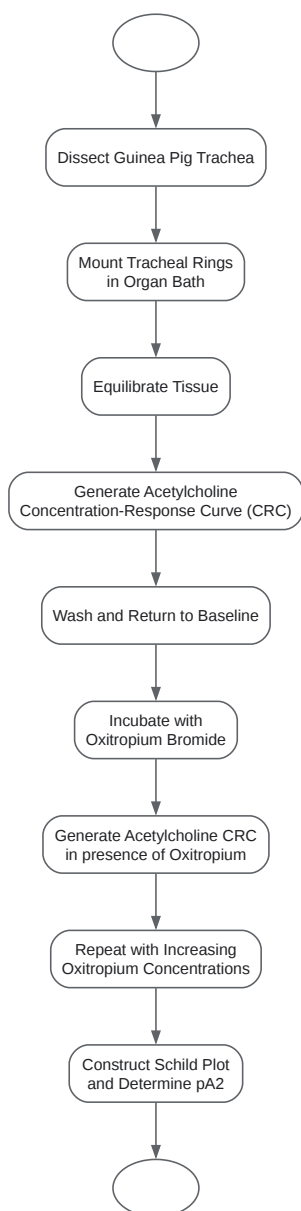 Dissect Guinea Pig Trachea
Mount Tracheal Rings
in Organ Bath
Equilibrate Tissue
Generate Acetylcholine
Concentration-Response Curve (CRC)
Wash and Return to Baseline
Incubate with
Oxitropium Bromide
Generate Acetylcholine CRC
in presence of Oxitropium
Repeat with Increasing
Oxitropium Concentrations
Construct Schild Plot
and Determine pA2